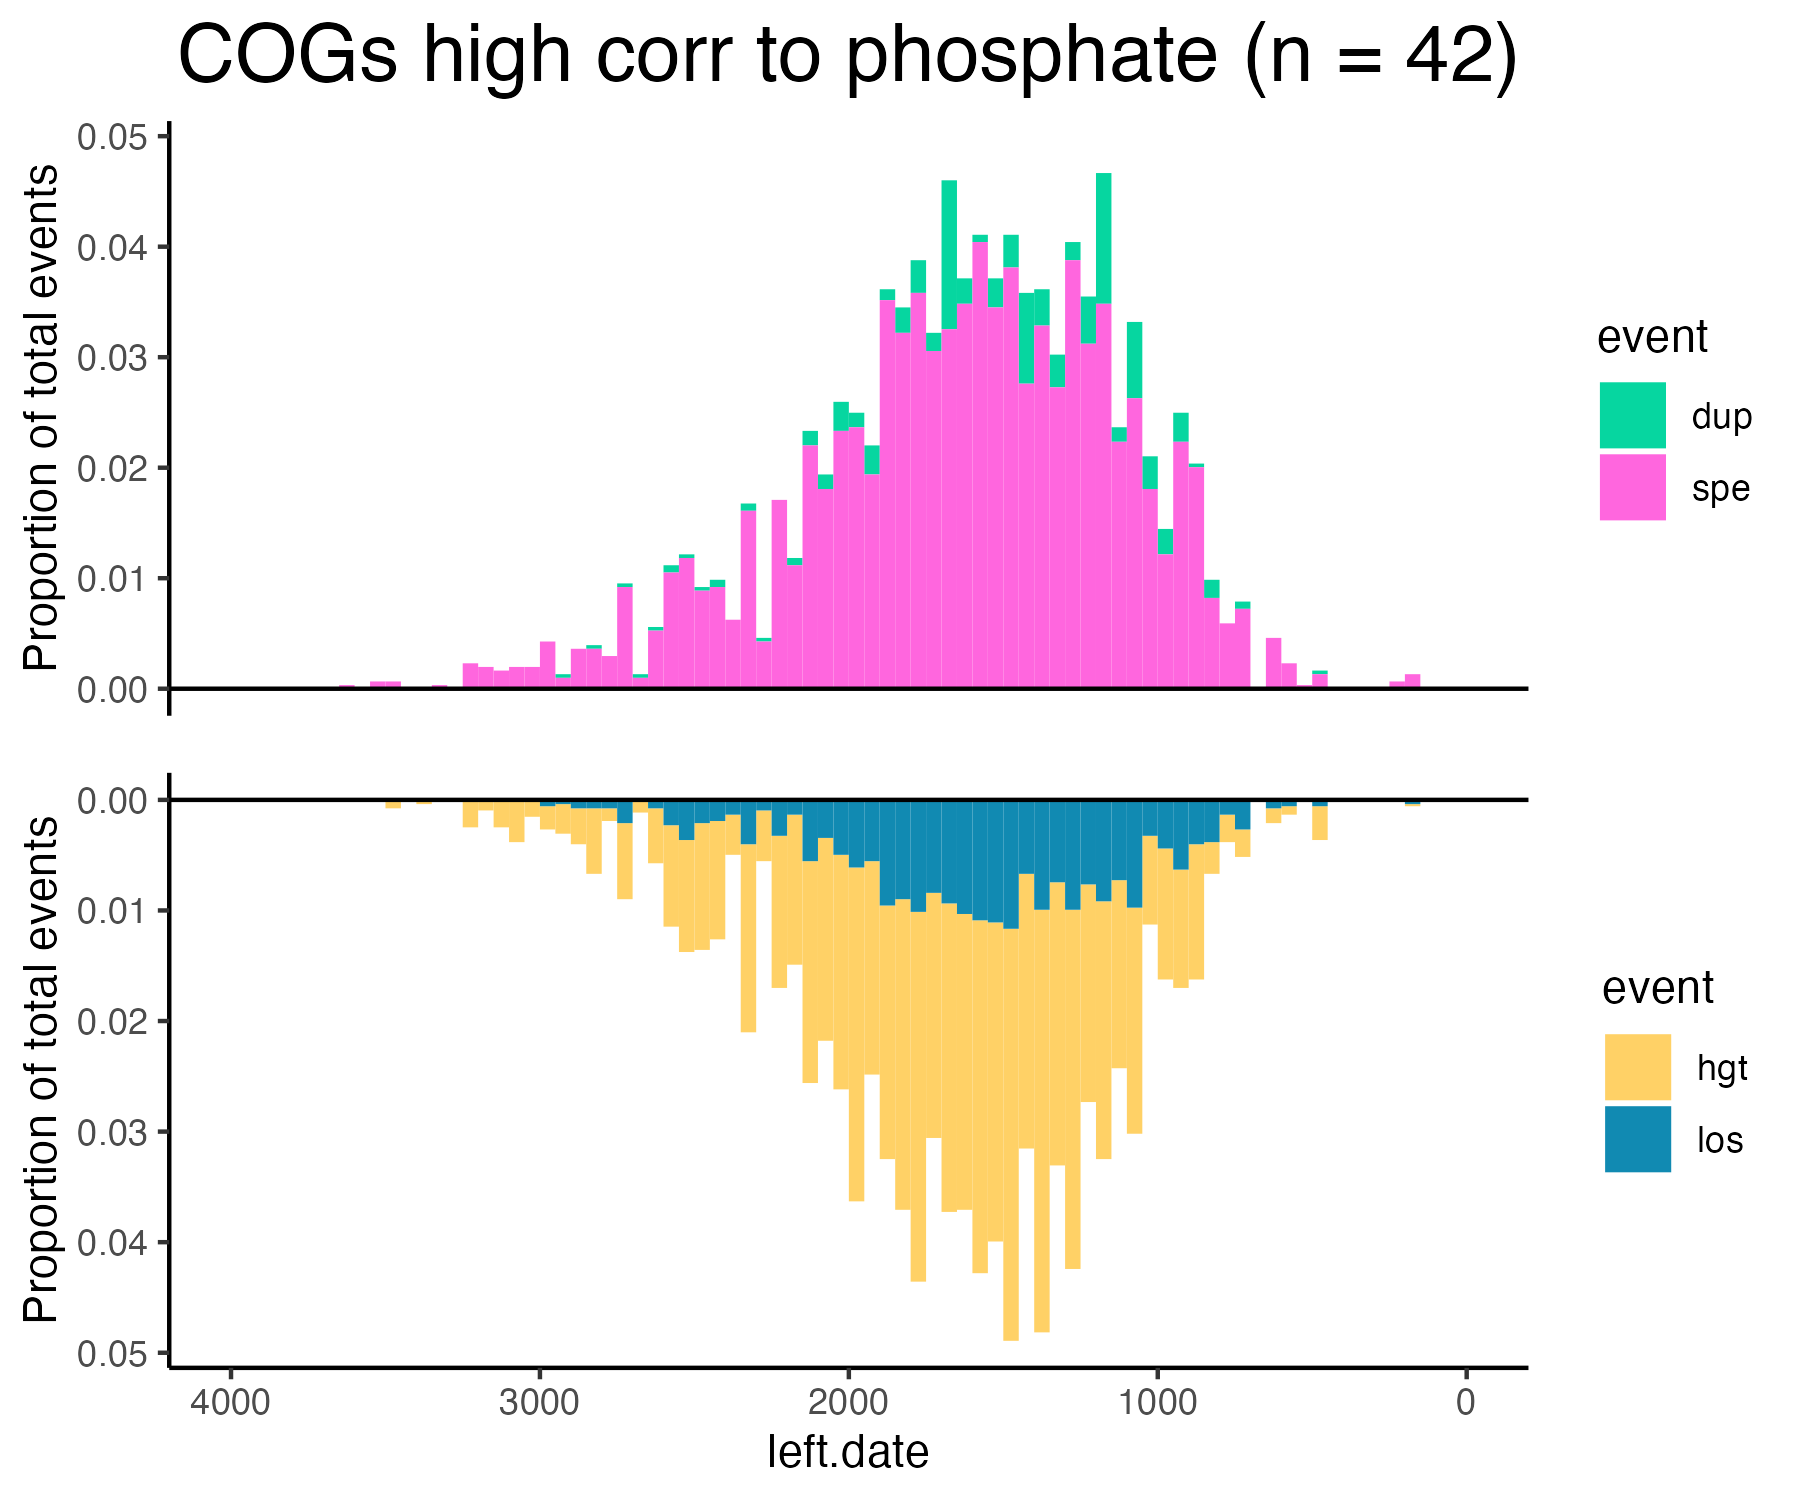 COGs high corr to phosphate (n = 42)
Proportion of total events
0.05
0.04
0.03
0.02
0.01
0.00
event
dup
spe
Proportion of total events
0.00
0.01
0.02
0.03
0.04
0.05
event
hgt
los
4000 3000 2000 1000 0
left.date